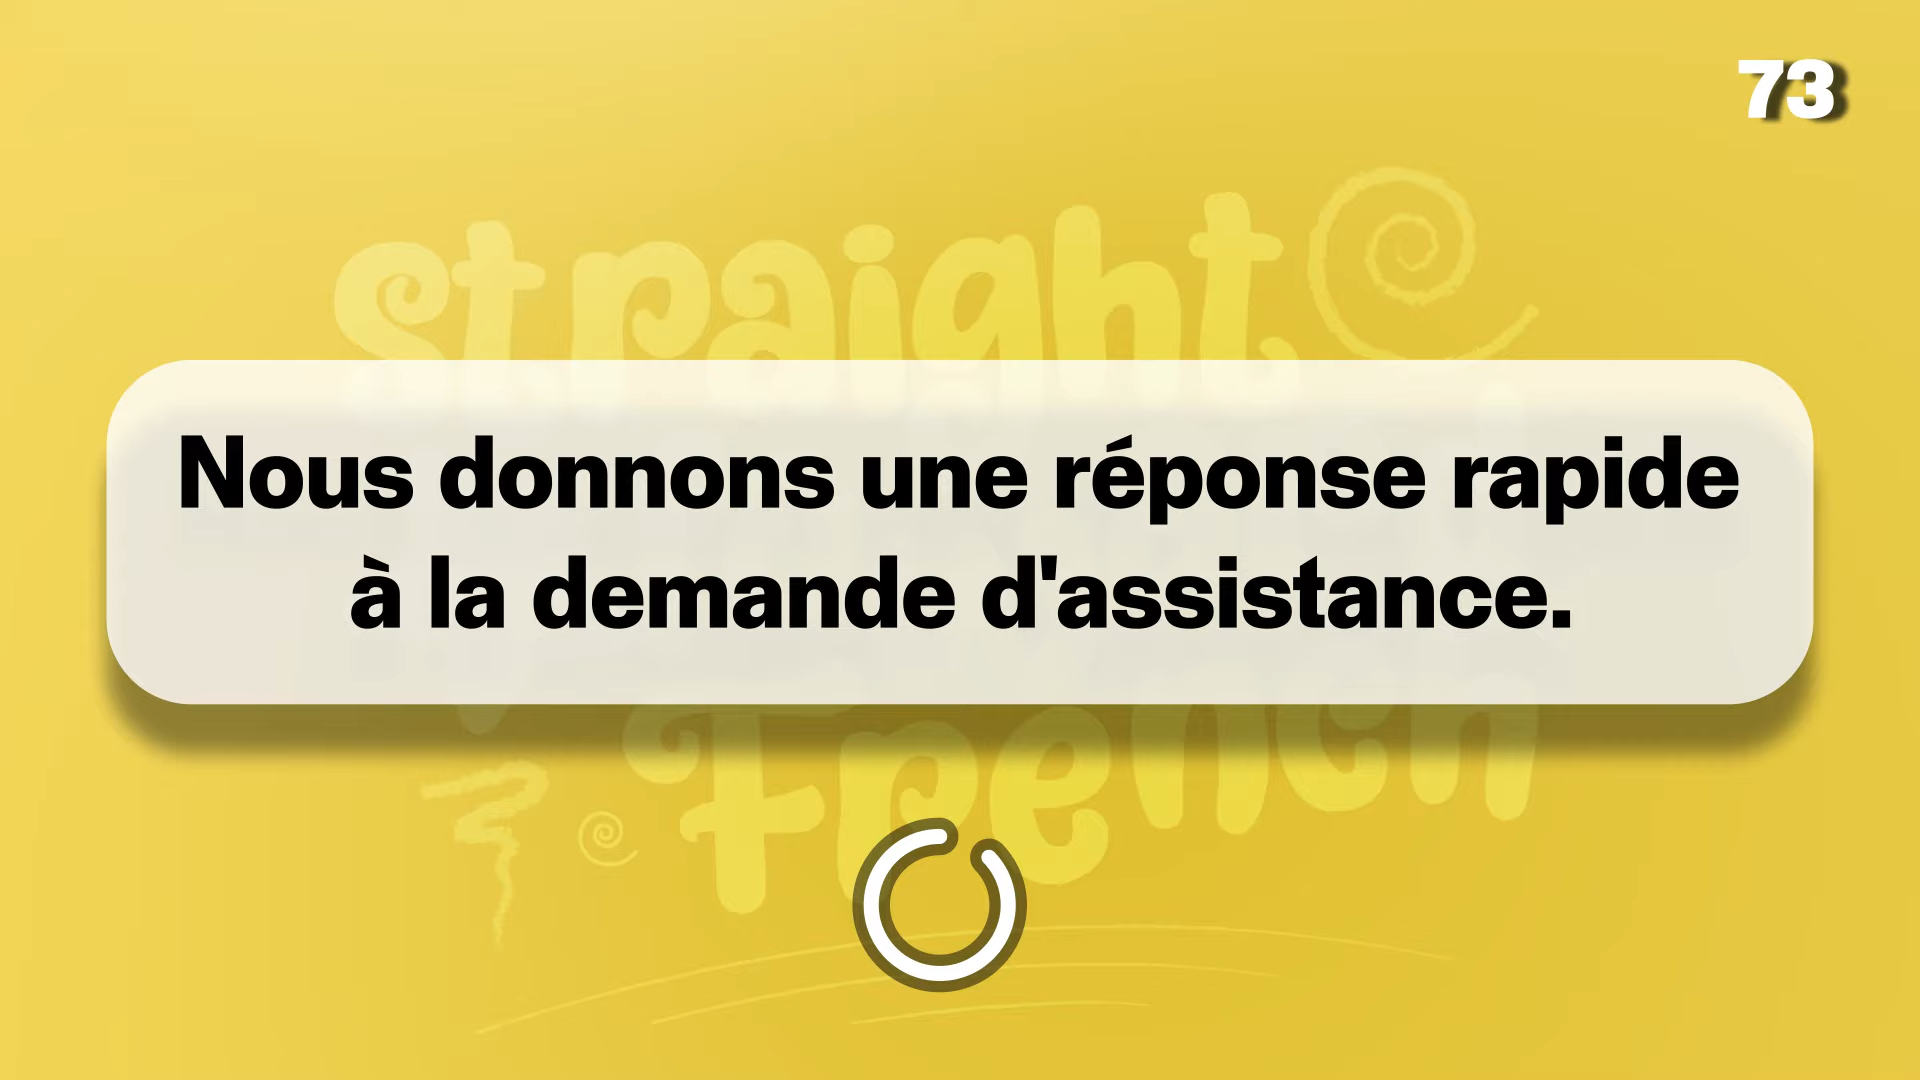 73
straight
Nous donnons une réponse rapide
à la demande d'assistance.
French